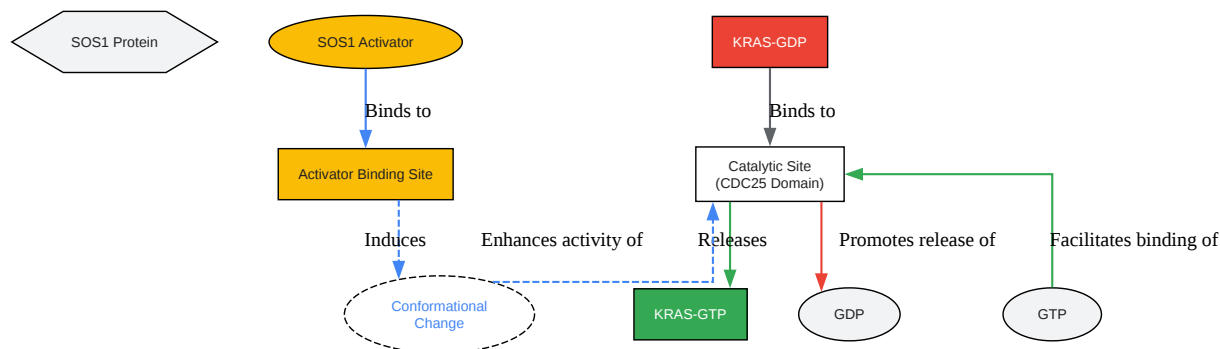 SOS1 Protein
SOS1 Activator
KRAS-GDP
Binds to
Binds to
Activator Binding Site
Catalytic Site
(CDC25 Domain)
Induces
Enhances activity of
Releases
Promotes release of
Facilitates binding of
Conformational
Change
KRAS-GTP
GDP
GTP